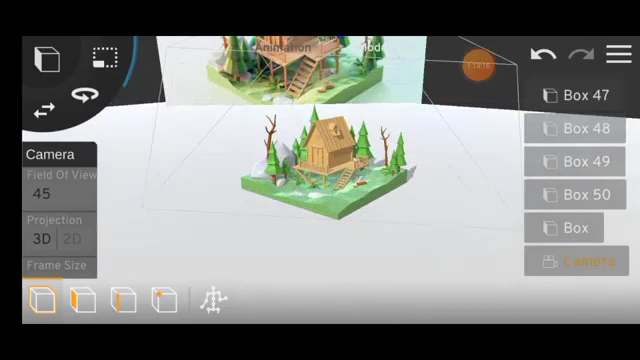 Animation
Mode
Box 47
Camera
Box 48
Field Of View
Box 49
45
Box 50
Projection
Box
3D | 2D
Camera
Frame Size